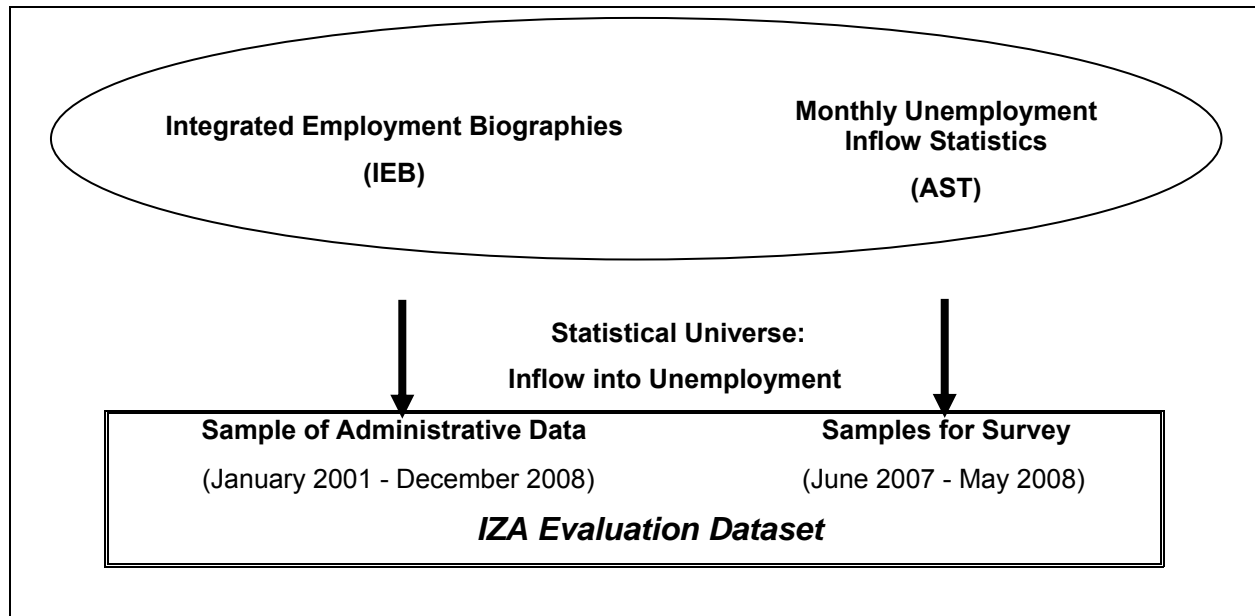 Integrated Employment Biographies
(IEB)
Monthly Unemployment
Inflow Statistics
(AST)
Statistical Universe:
Inflow into Unemployment
Sample of Administrative Data
(January 2001 - December 2008)
Samples for Survey
(June 2007 - May 2008)
IZA Evaluation Dataset